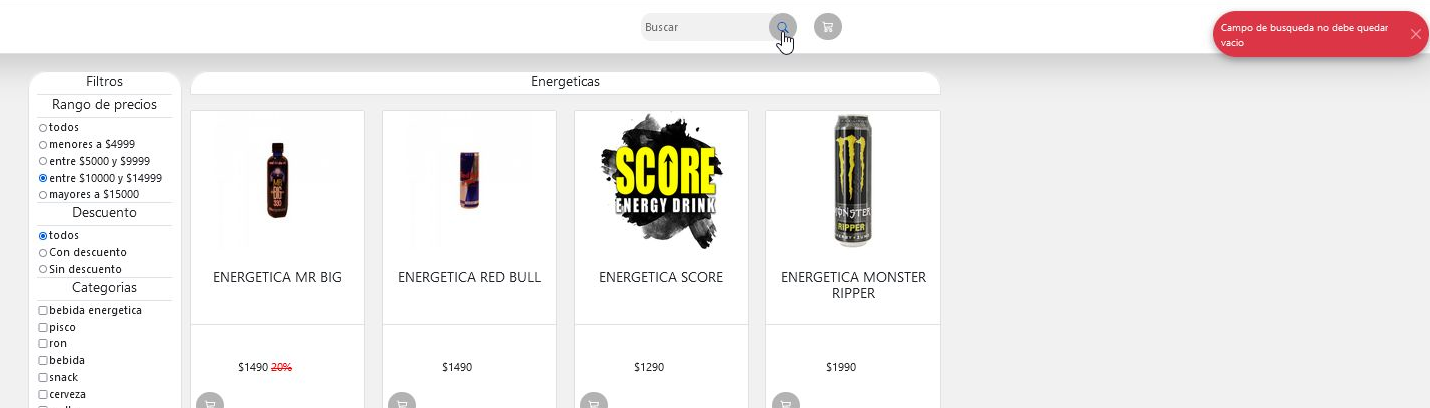 Buscar
Campo de busqueda no debe quedar
vacio
Filtros
Rango de precios
todos
menores a $4999
entre $5000 y $9999
entre $10000 y $14999
mayores a $15000
Descuento
todos
Con descuento
Sin descuento
Categorias
bebida energetica
pisco
ron
bebida
snack
cerveza
Energeticas
MR
BIG
SCORE
ENERGY DRINK
MONSTER
RIPPER
ENERGETICA MR BIG
ENERGETICA RED BULL
ENERGETICA SCORE
ENERGETICA MONSTER
RIPPER
$1490 20%
$1490
$1290
$1990